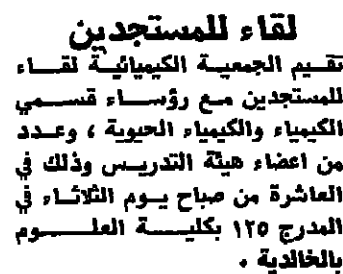 لقاء للمستجدين
تقيم الجمعية الكيميائية لقاء
للمستجدين مع رؤساء قسمي
الكيمياء والكيمياء الحيوية ، وعدد
من اعضاء هيئة التدريس وذلك في
العاشرة من صباح يوم الثلاثاء في
المدرج ١٢٥ بكلية العلوم
بالخالدية .